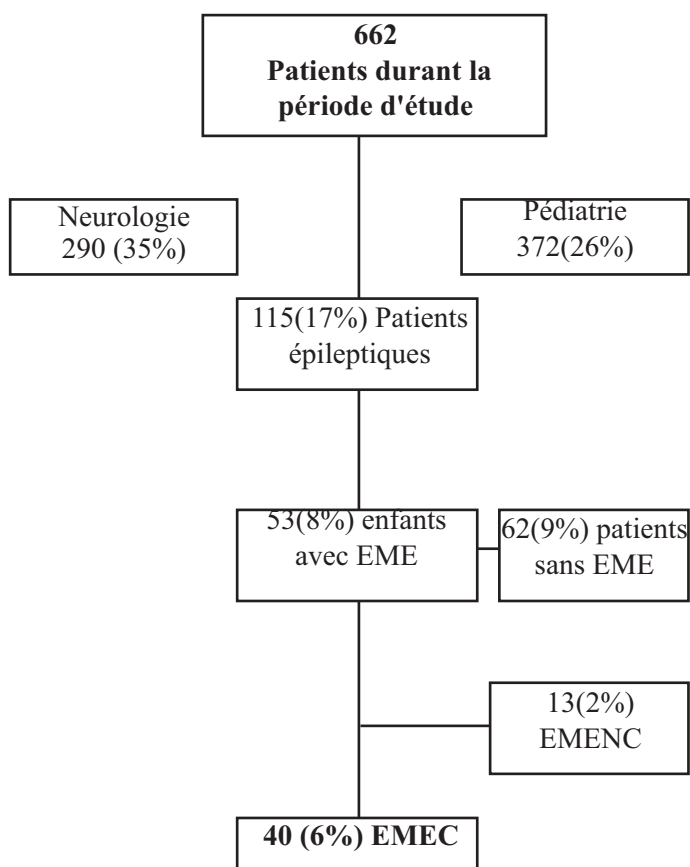 662
Patients durant la
période d'étude
Neurologie
290 (35%)
Pédiatrie
372(26%)
115(17%) Patients
épileptiques
53(8%) enfants
avec EME
62(9%) patients
sans EME
13(2%)
EMENC
40 (6%) EMEC